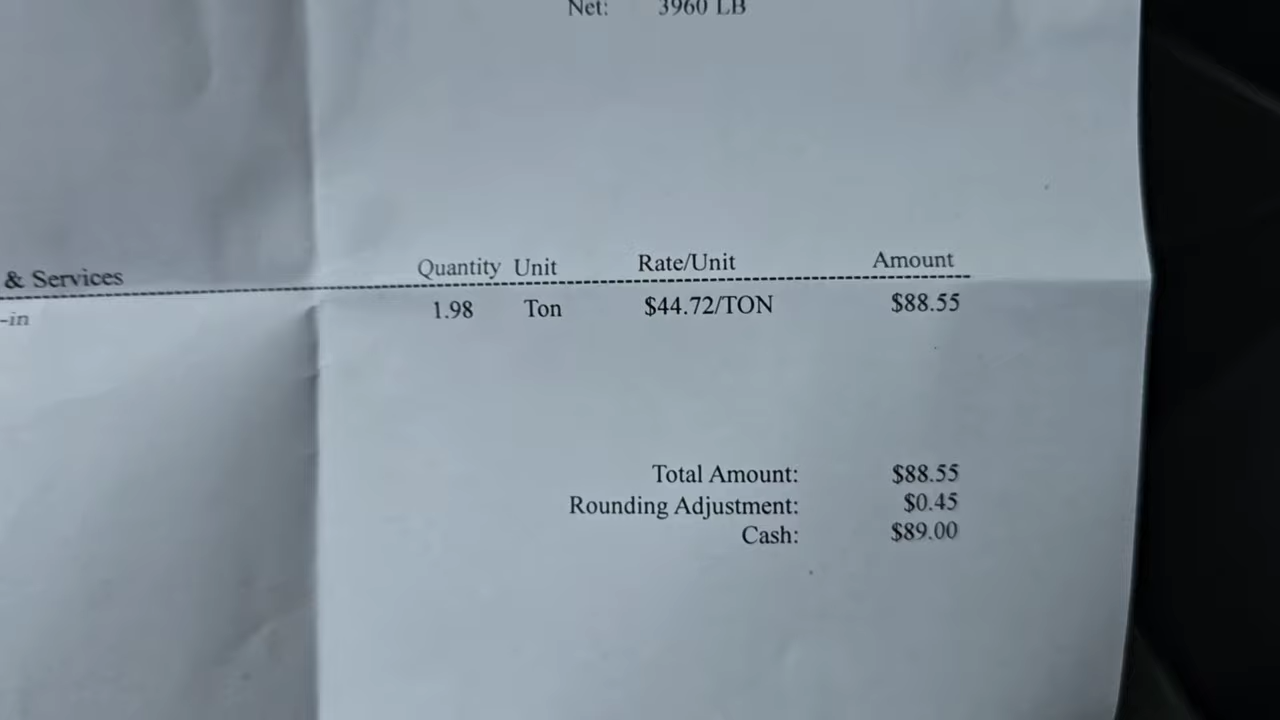 Net: 3960 LB
& Services Quantity Unit Rate/Unit Amount
-in 1.98 Ton $44.72/TON $88.55
Total Amount: $88.55
Rounding Adjustment: $0.45
Cash: $89.00